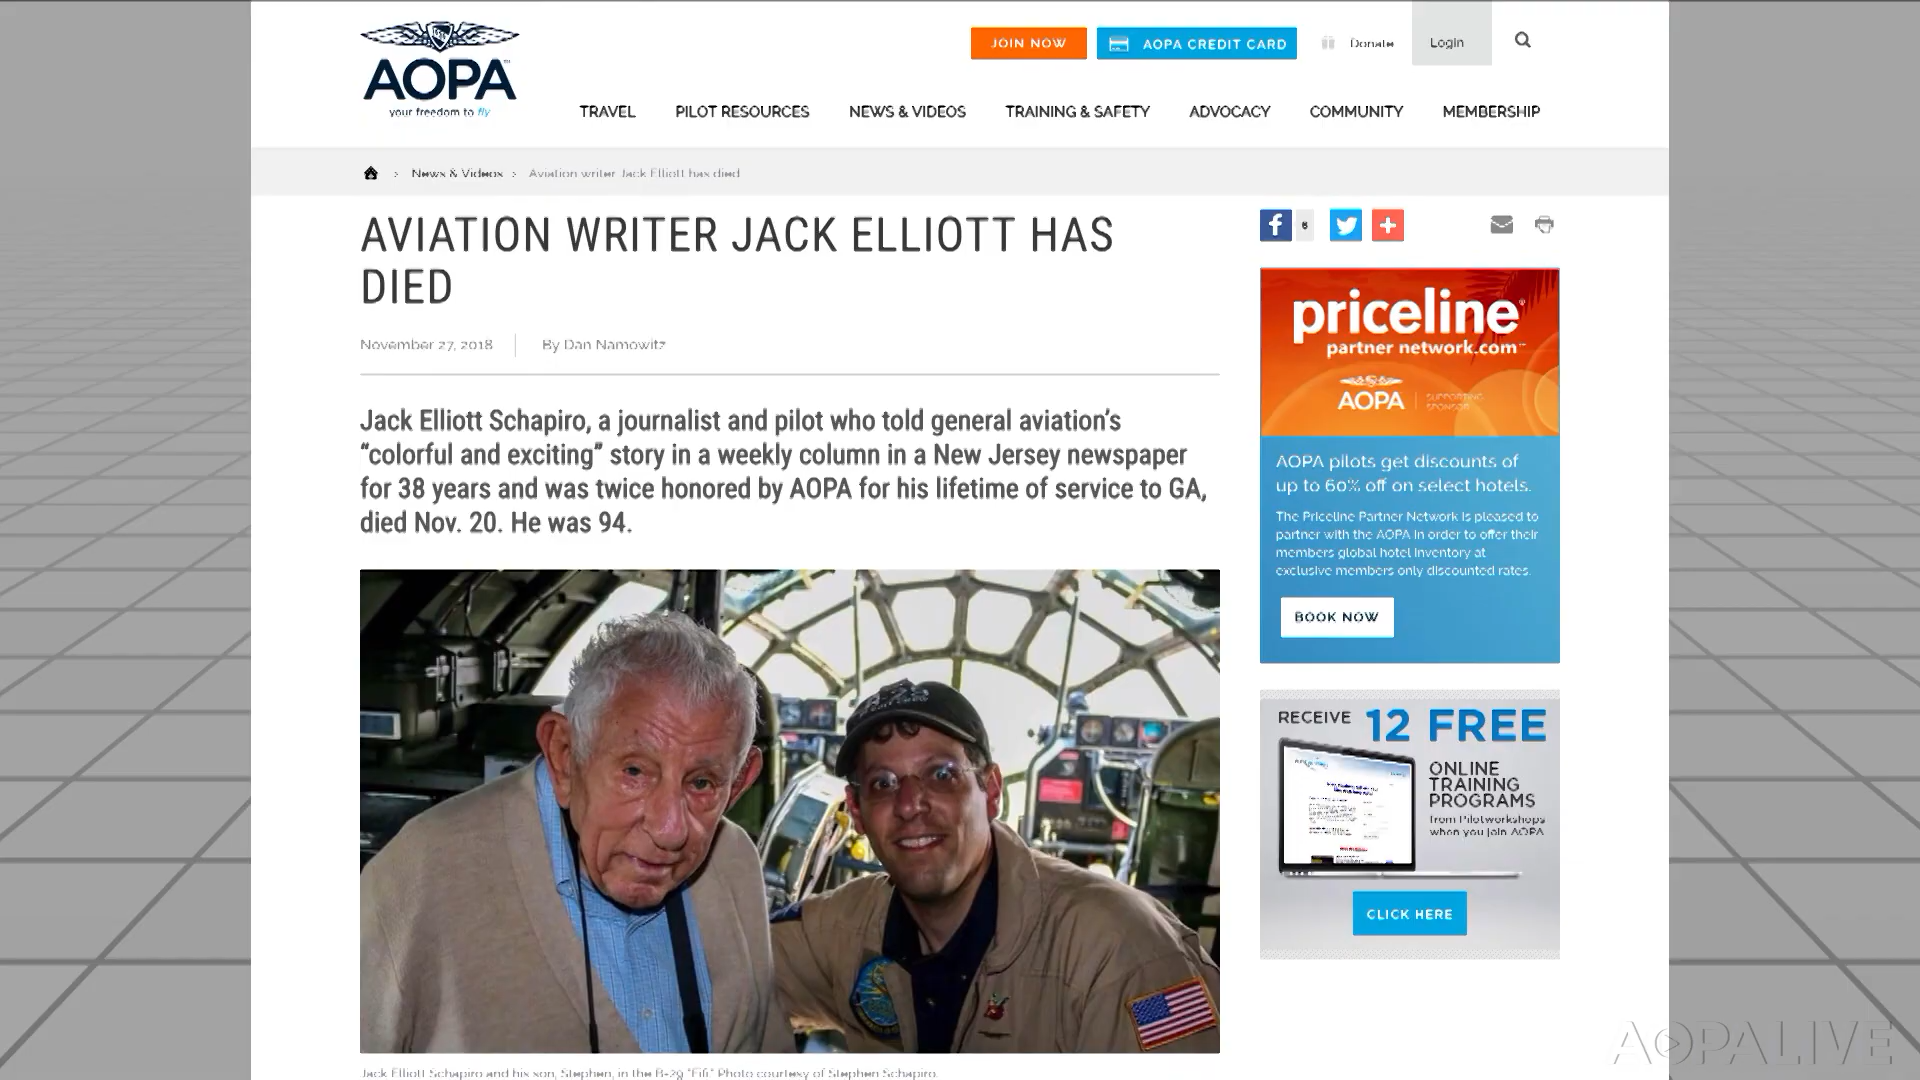 AOPA
your freedom to fly
JOIN NOW
AOPA CREDIT CARD
Donate
Login
TRAVEL
PILOT RESOURCES
NEWS & VIDEOS
TRAINING & SAFETY
ADVOCACY
COMMUNITY
MEMBERSHIP
News & Videos > Aviation writer Jack Elliott has died
AVIATION WRITER JACK ELLIOTT HAS
DIED
November 27, 2018
By Dan Namowitz
Jack Elliott Schapiro, a journalist and pilot who told general aviation’s
“colorful and exciting” story in a weekly column in a New Jersey newspaper
for 38 years and was twice honored by AOPA for his lifetime of service to GA,
died Nov. 20. He was 94.
Jack Elliott Schapiro and his son, Stephen, in the B-29 "Fifi." Photo courtesy of Stephen Schapiro.
priceline
partner network.com
AOPA
SUPPORTING
SPONSOR
AOPA pilots get discounts of
up to 60% off on select hotels.
The Priceline Partner Network is pleased to
partner with the AOPA in order to offer their
members global hotel inventory at
exclusive members only discounted rates.
BOOK NOW
RECEIVE 12 FREE
ONLINE
TRAINING
PROGRAMS
from Pilotworkshops
when you join AOPA
CLICK HERE
AOPA LIVE